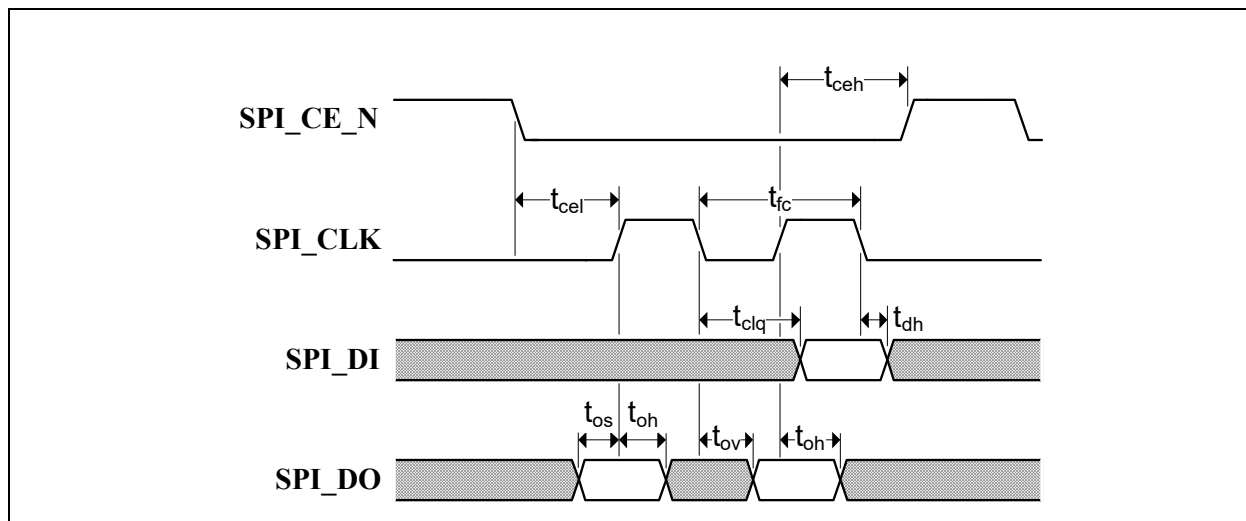 t_ceh
SPI_CE_N
t_cel
t_fc
SPI_CLK
t_clq
t_dh
SPI_DI
t_os
t_oh
t_ov
t_oh
SPI_DO